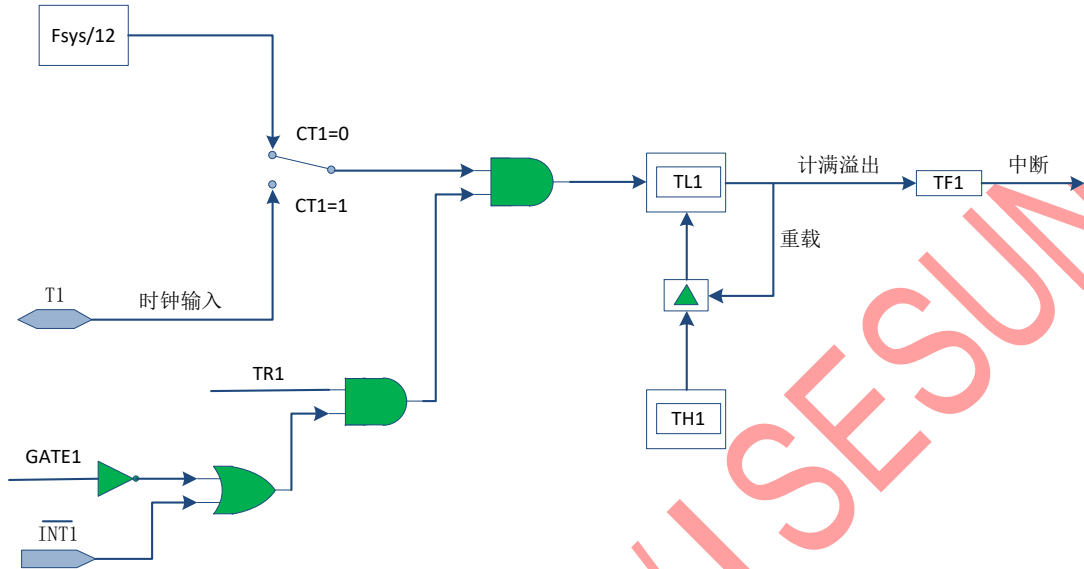 Fsys/12
CT1=0
CT1=1
T1
时钟输入
TL1
计满溢出
TF1
中断
重载
TR1
TH1
GATE1
INT1
WISESUN